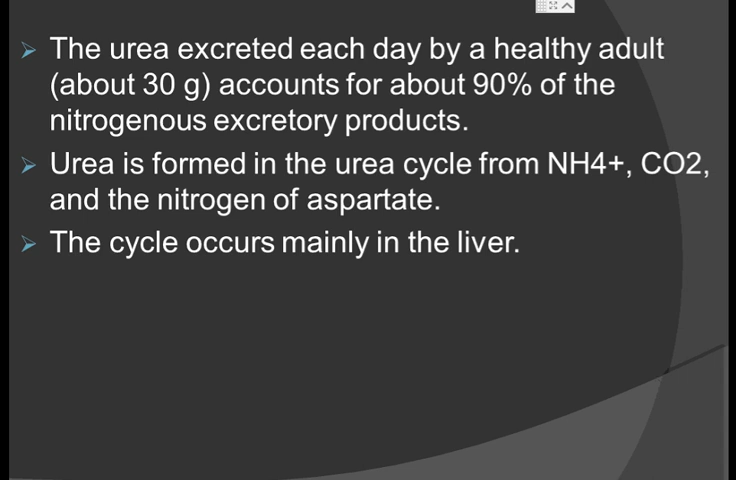 The urea excreted each day by a healthy adult
(about 30 g) accounts for about 90% of the
nitrogenous excretory products.
Urea is formed in the urea cycle from NH4+, CO2,
and the nitrogen of aspartate.
The cycle occurs mainly in the liver.